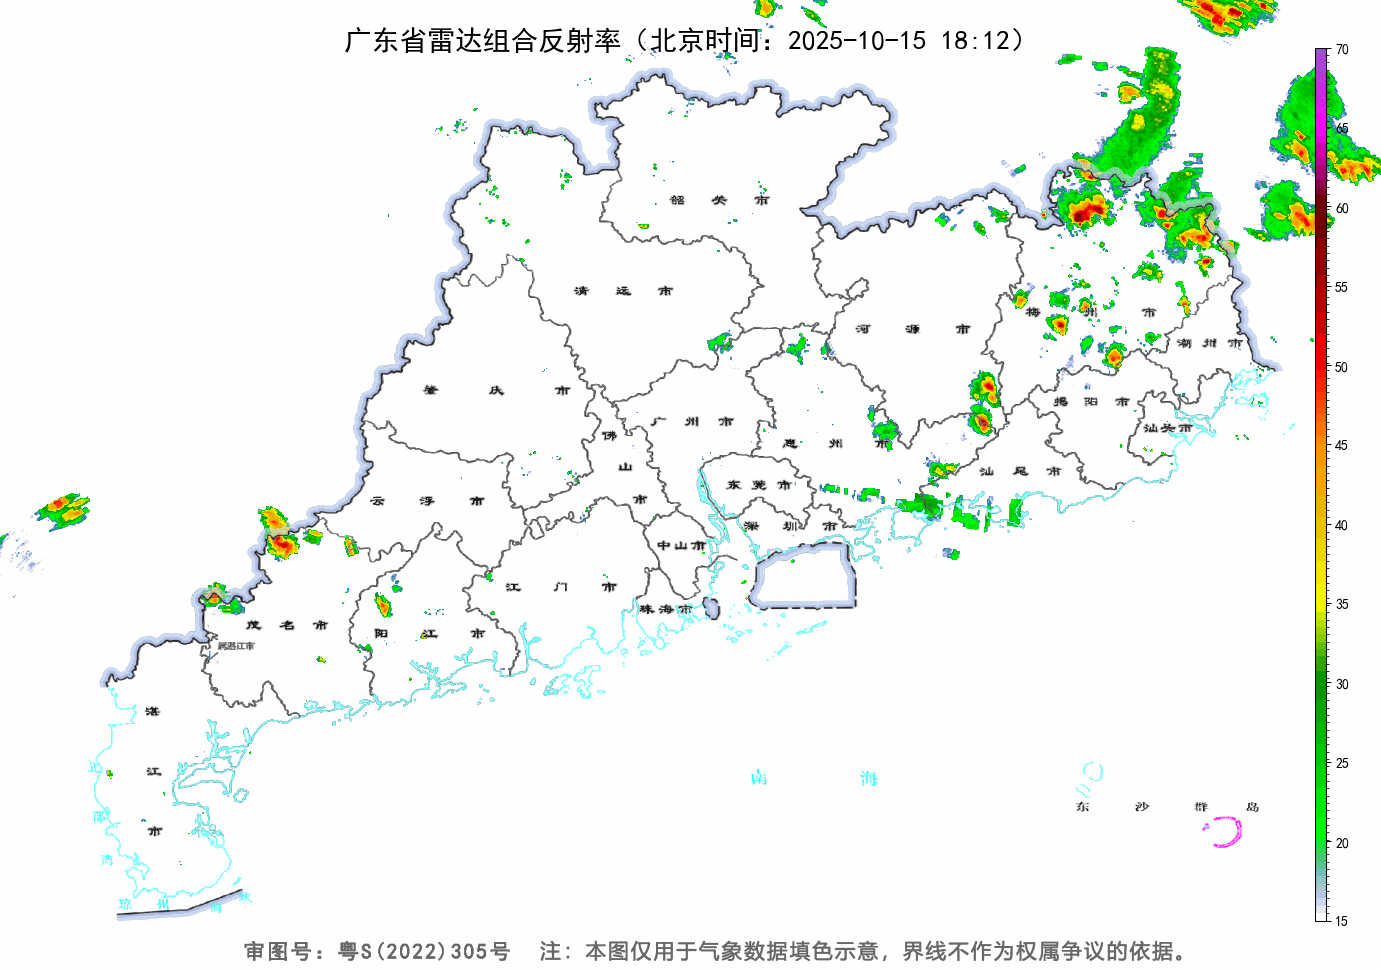 广东省雷达组合反射率（北京时间：2025-10-15 18:12）
70
65
60
55
50
45
40
35
30
25
20
15
韶 关 市
清 远 市
河 源 市
梅 州 市
潮 州 市
肇 庆 市
广 州 市
揭 阳 市
汕头市
佛 山 市
惠 州 市
汕 尾 市
云 浮 市
东 莞 市
深 圳 市
中山市
江 门 市
珠海市
茂 名 市
阳 江 市
属湛江市
湛 江 市
北 部 湾
南 海
东 沙 群 岛
琼 州 海 峡
审图号：粤S(2022)305号 注：本图仅用于气象数据填色示意，界线不作为权属争议的依据。